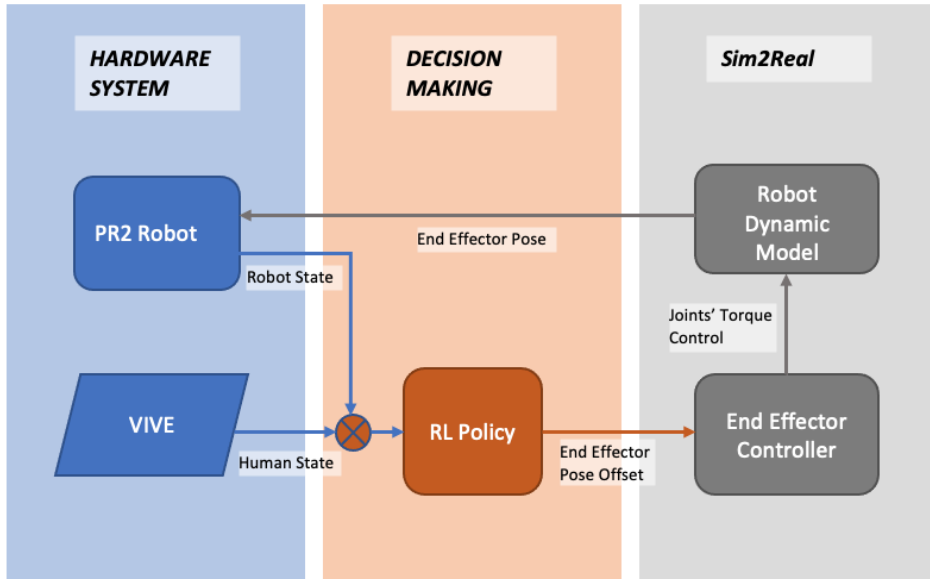 HARDWARE
SYSTEM
DECISION
MAKING
Sim2Real
PR2 Robot
Robot
Dynamic
Model
End Effector Pose
Robot State
Joints' Torque
Control
VIVE
RL Policy
End Effector
Controller
Human State
End Effector
Pose Offset